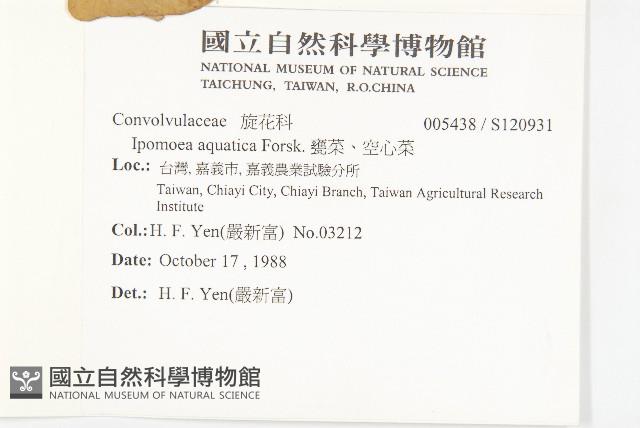 國立自然科學博物館
NATIONAL MUSEUM OF NATURAL SCIENCE
TAICHUNG, TAIWAN, R.O.CHINA
Convolvulaceae 旋花科 005438 / S120931
Ipomoea aquatica Forsk. 甕菜、空心菜
Loc.: 台灣, 嘉義市, 嘉義農業試驗分所
Taiwan, Chiayi City, Chiayi Branch, Taiwan Agricultural Research
Institute
Col.: H. F. Yen(嚴新富) No.03212
Date: October 17 , 1988
Det.: H. F. Yen(嚴新富)
國立自然科學博物館
NATIONAL MUSEUM OF NATURAL SCIENCE